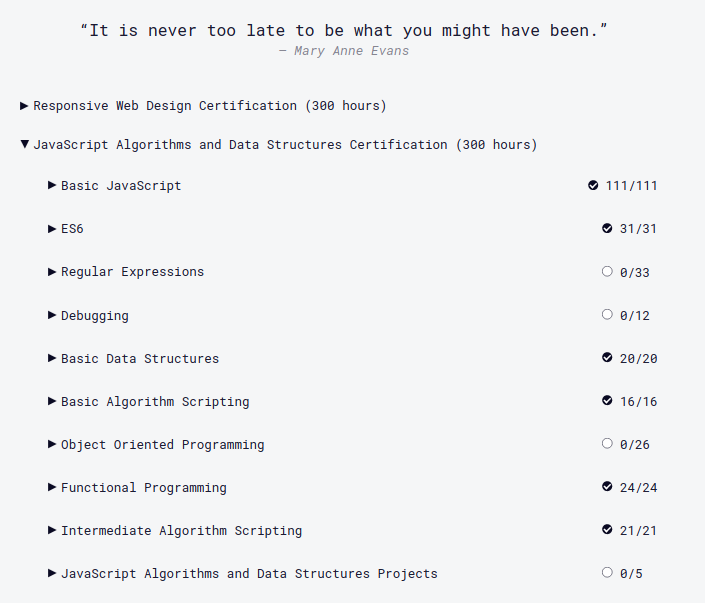 “It is never too late to be what you might have been.”
— Mary Anne Evans
Responsive Web Design Certification (300 hours)
JavaScript Algorithms and Data Structures Certification (300 hours)
Basic JavaScript 111/111
ES6 31/31
Regular Expressions 0/33
Debugging 0/12
Basic Data Structures 20/20
Basic Algorithm Scripting 16/16
Object Oriented Programming 0/26
Functional Programming 24/24
Intermediate Algorithm Scripting 21/21
JavaScript Algorithms and Data Structures Projects 0/5